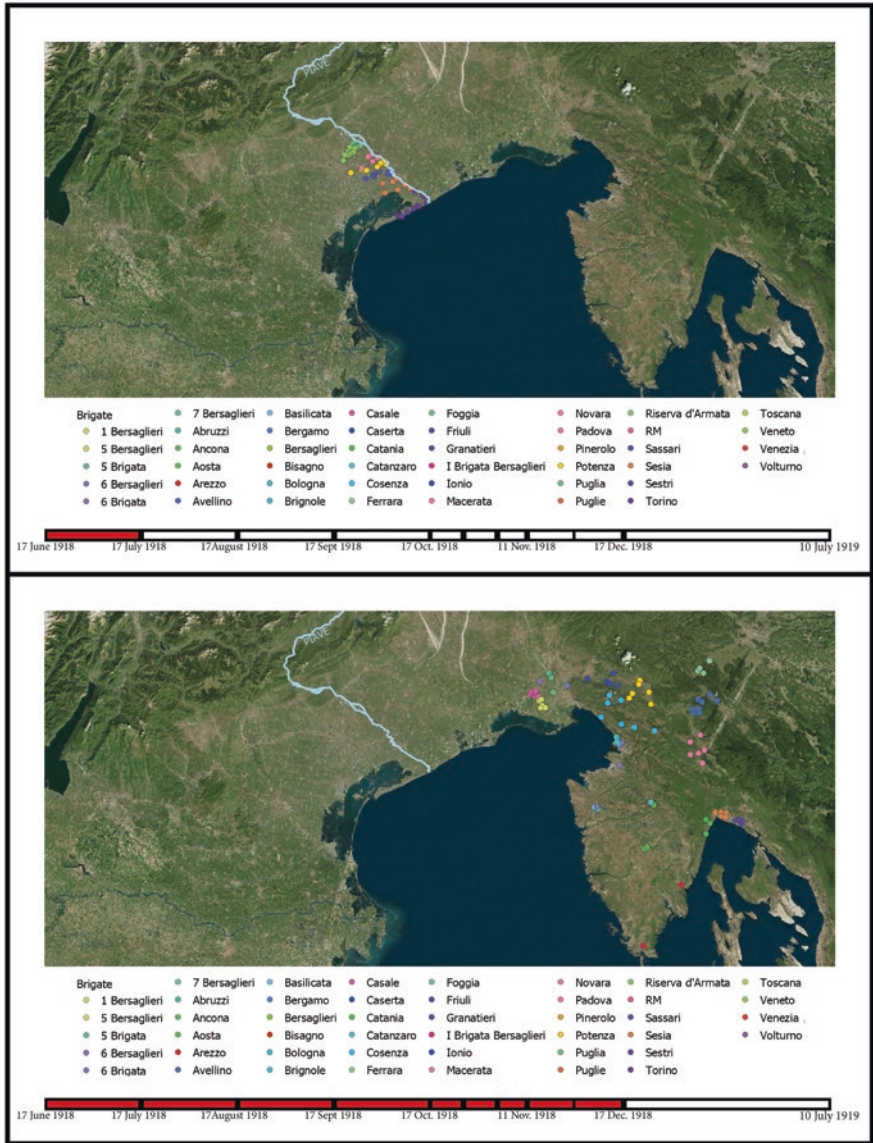 PIAVE
Brigate
1 Bersaglieri
5 Bersaglieri
5 Brigata
6 Bersaglieri
6 Brigata
7 Bersaglieri
Abruzzi
Ancona
Aosta
Arezzo
Avellino
Basilicata
Bergamo
Bersaglieri
Bisagno
Bologna
Brignole
Casale
Caserta
Catania
Catanzaro
Cosenza
Ferrara
Foggia
Friuli
Granatieri
I Brigata Bersaglieri
Ionio
Macerata
Novara
Padova
Pinerolo
Potenza
Puglia
Puglie
Riserva d'Armata
RM
Sassari
Sesia
Sestri
Torino
Toscana
Veneto
Venezia
Volturno
17 June 1918 17 July 1918 17August 1918 17 Sept 1918 17 Oct. 1918 11 Nov. 1918 17 Dec. 1918 10 July 1919
PIAVE
Brigate
1 Bersaglieri
5 Bersaglieri
5 Brigata
6 Bersaglieri
6 Brigata
7 Bersaglieri
Abruzzi
Ancona
Aosta
Arezzo
Avellino
Basilicata
Bergamo
Bersaglieri
Bisagno
Bologna
Brignole
Casale
Caserta
Catania
Catanzaro
Cosenza
Ferrara
Foggia
Friuli
Granatieri
I Brigata Bersaglieri
Ionio
Macerata
Novara
Padova
Pinerolo
Potenza
Puglia
Puglie
Riserva d'Armata
RM
Sassari
Sesia
Sestri
Torino
Toscana
Veneto
Venezia
Volturno
17 June 1918 17 July 1918 17August 1918 17 Sept 1918 17 Oct. 1918 11 Nov. 1918 17 Dec. 1918 10 July 1919